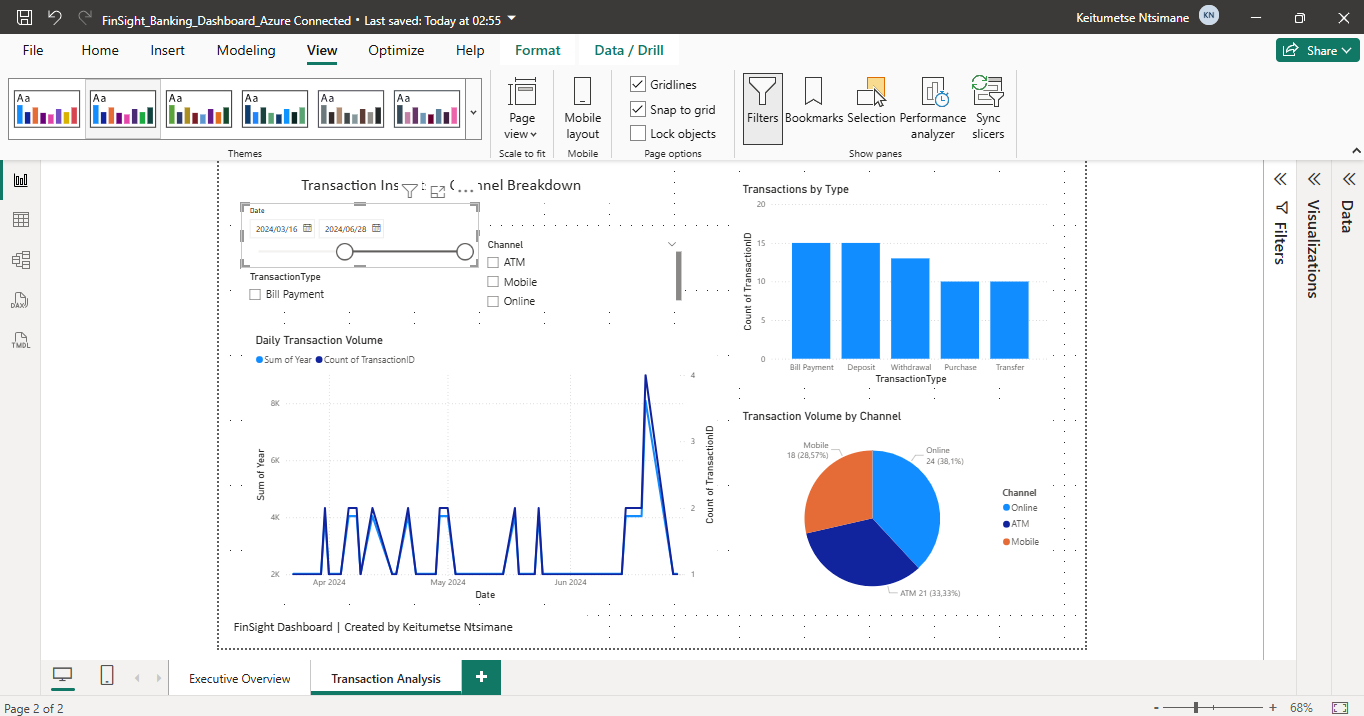 FinSight_Banking_Dashboard_Azure Connected • Last saved: Today at 02:55
Keitumetse Ntsimane
KN
File
Home
Insert
Modeling
View
Optimize
Help
Format
Data / Drill
Share
Aa
Aa
Aa
Aa
Aa
Aa
Themes
Page view
Scale to fit
Mobile layout
Mobile
Gridlines
Snap to grid
Lock objects
Page options
Filters
Bookmarks
Selection
Performance analyzer
Sync slicers
Show panes
DAX
TMDL
Transaction
Breakdown
Date
2024/03/16
2024/06/28
TransactionType
Bill Payment
Channel
ATM
Mobile
Online
Daily Transaction Volume
Sum of Year
Count of TransactionID
8K
6K
4K
2K
Sum of Year
4
3
2
1
Count of TransactionID
Apr 2024
May 2024
Jun 2024
Date
Transactions by Type
20
15
10
5
0
Count of TransactionID
Bill Payment
Deposit
Withdrawal
Purchase
Transfer
TransactionType
Transaction Volume by Channel
Mobile
18 (28,57%)
Online
24 (38,1%)
ATM 21 (33,33%)
Channel
Online
ATM
Mobile
FinSight Dashboard | Created by Keitumetse Ntsimane
Filters
Visualizations
Data
Executive Overview
Transaction Analysis
+
Page 2 of 2
-
+
68%